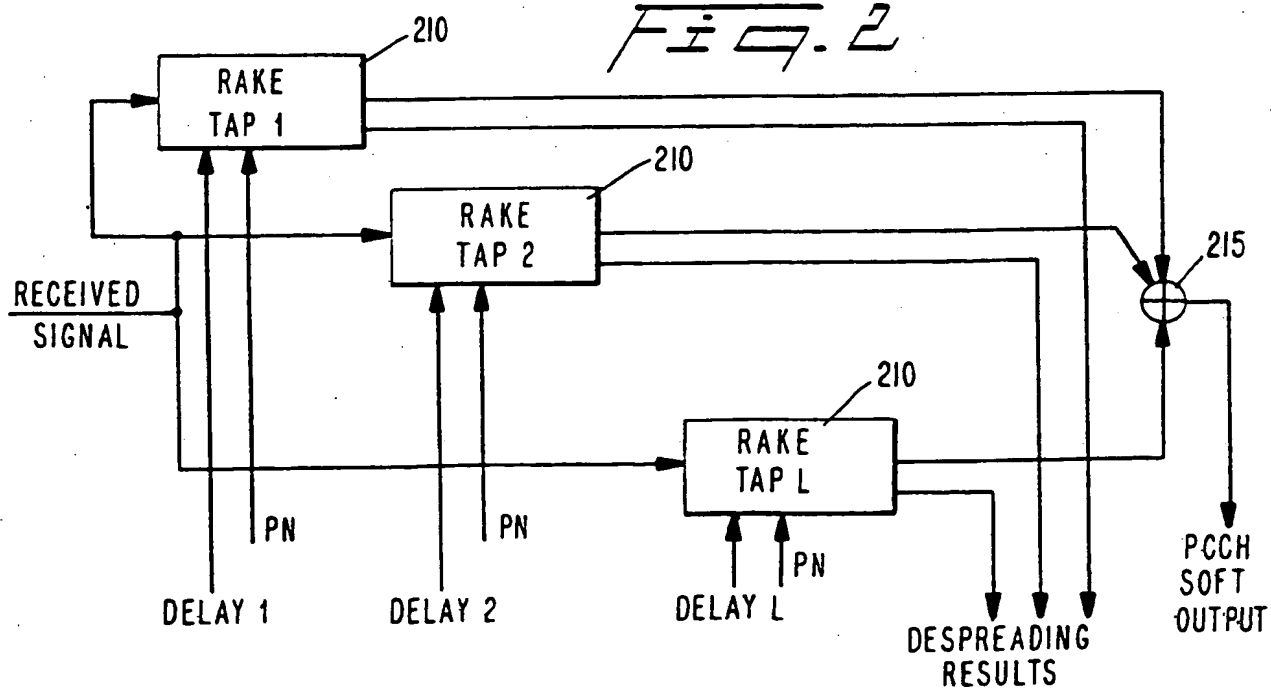 Fig. 2
210
RAKE
TAP 1
210
RAKE
TAP 2
215
RECEIVED
SIGNAL
210
RAKE
TAP L
PN
PN
PN
DELAY 1
DELAY 2
DELAY L
PCCH
SOFT
OUTPUT
DESPREADING
RESULTS